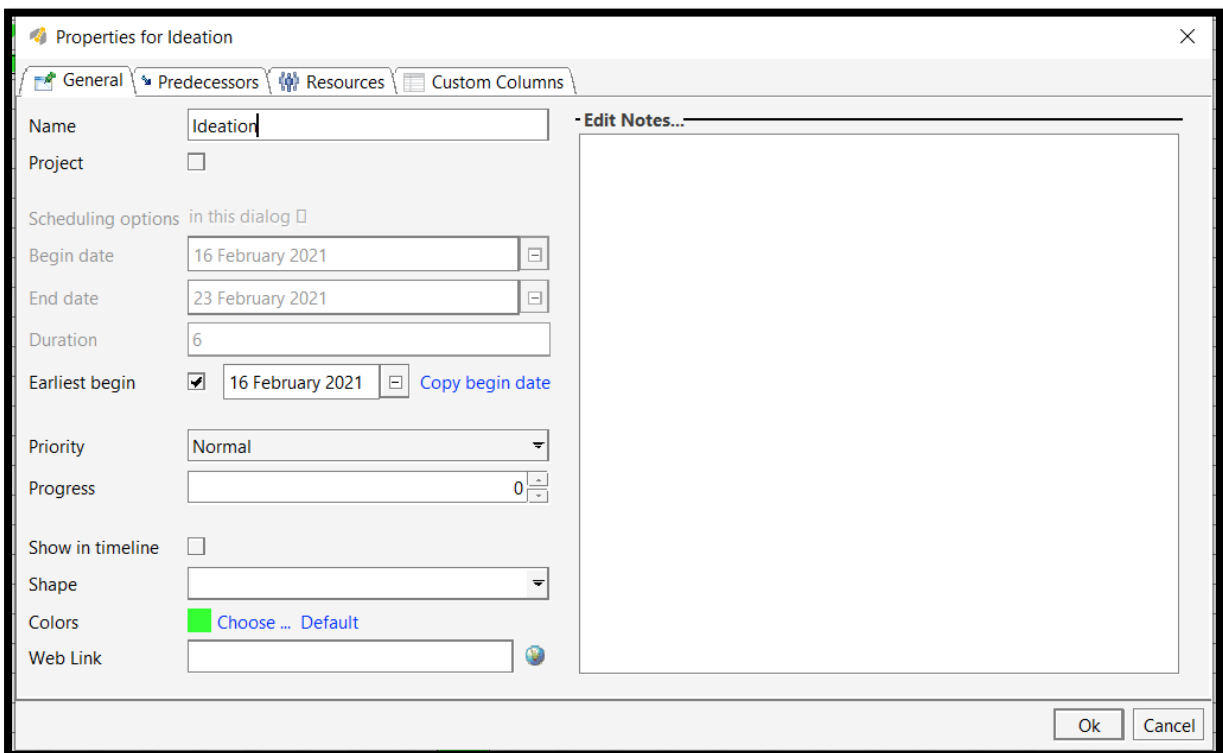 Properties for Ideation
General Predecessors Resources Custom Columns
Name Ideation
Edit Notes...
Project
Scheduling options in this dialog
Begin date 16 February 2021
End date 23 February 2021
Duration 6
Earliest begin 16 February 2021 Copy begin date
Priority Normal
Progress 0
Show in timeline
Shape
Colors Choose ... Default
Web Link
Ok Cancel